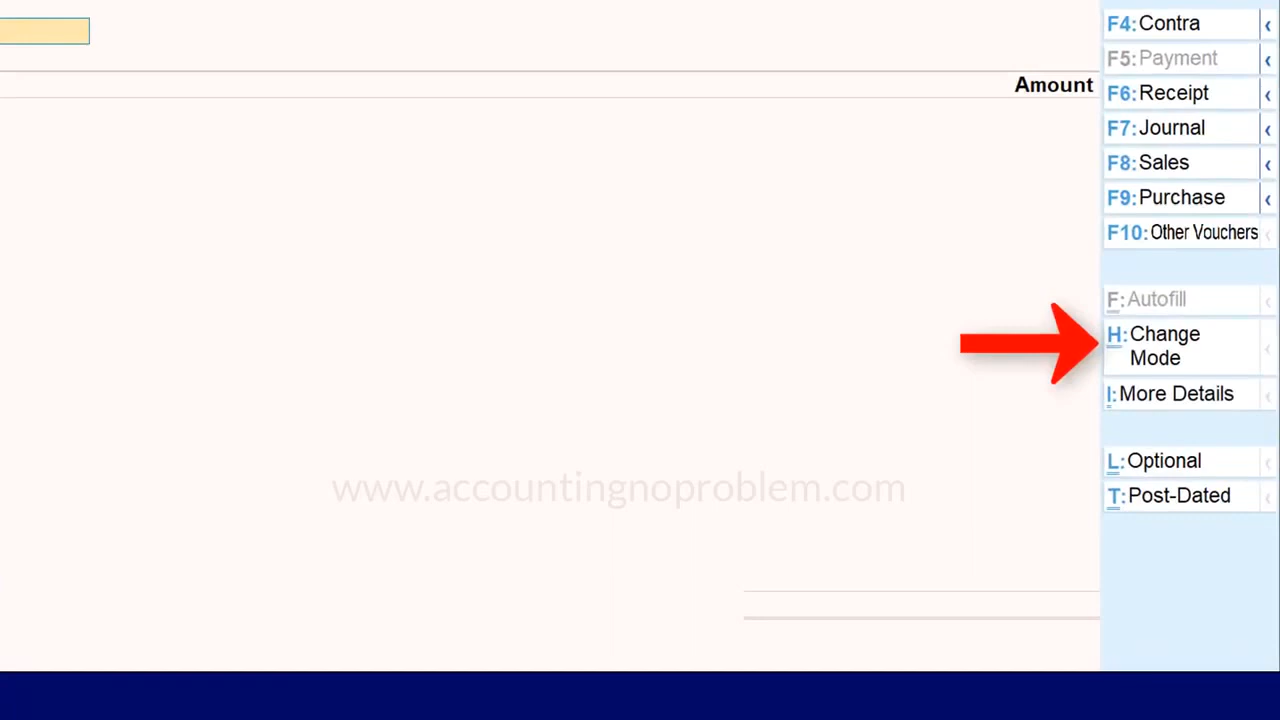 F4: Contra
F5: Payment
Amount
F6: Receipt
F7: Journal
F8: Sales
F9: Purchase
F10: Other Vouchers
F: Autofill
H: Change
Mode
I: More Details
L: Optional
www.accountingnoproblem.com
T: Post-Dated